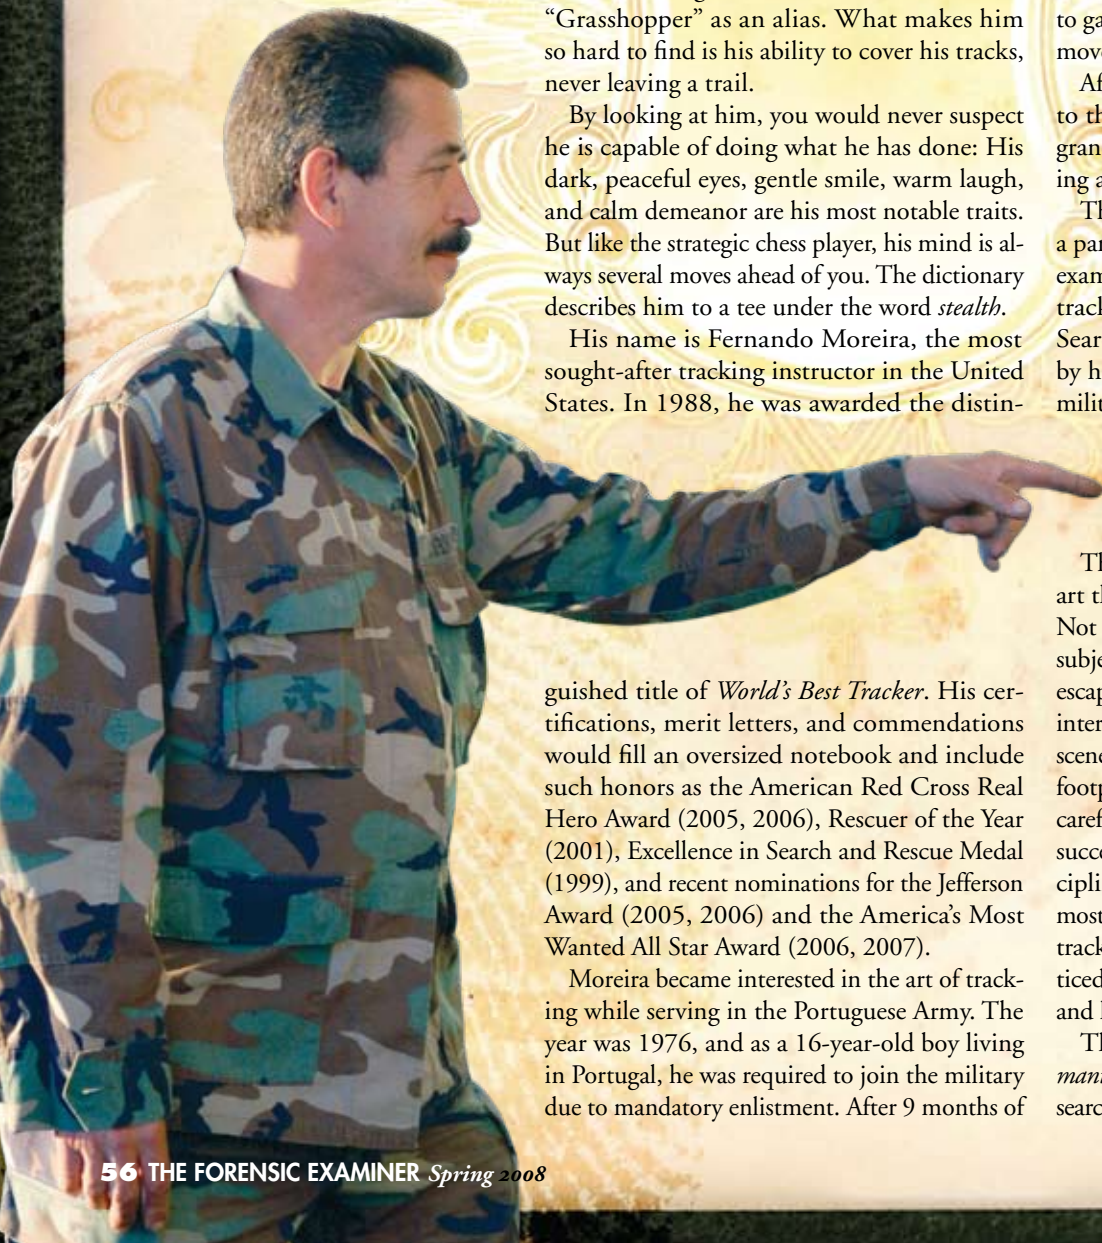 “Grasshopper” as an alias. What makes him
so hard to find is his ability to cover his tracks,
never leaving a trail.
By looking at him, you would never suspect
he is capable of doing what he has done: His
dark, peaceful eyes, gentle smile, warm laugh,
and calm demeanor are his most notable traits.
But like the strategic chess player, his mind is al-
ways several moves ahead of you. The dictionary
describes him to a tee under the word stealth.
His name is Fernando Moreira, the most
sought-after tracking instructor in the United
States. In 1988, he was awarded the distin-
guished title of World’s Best Tracker. His cer-
tifications, merit letters, and commendations
would fill an oversized notebook and include
such honors as the American Red Cross Real
Hero Award (2005, 2006), Rescuer of the Year
(2001), Excellence in Search and Rescue Medal
(1999), and recent nominations for the Jefferson
Award (2005, 2006) and the America’s Most
Wanted All Star Award (2006, 2007).
Moreira became interested in the art of track-
ing while serving in the Portuguese Army. The
year was 1976, and as a 16-year-old boy living
in Portugal, he was required to join the military
due to mandatory enlistment. After 9 months of
to
by
art
Not
and
56 THE FORENSIC EXAMINER Spring 2008